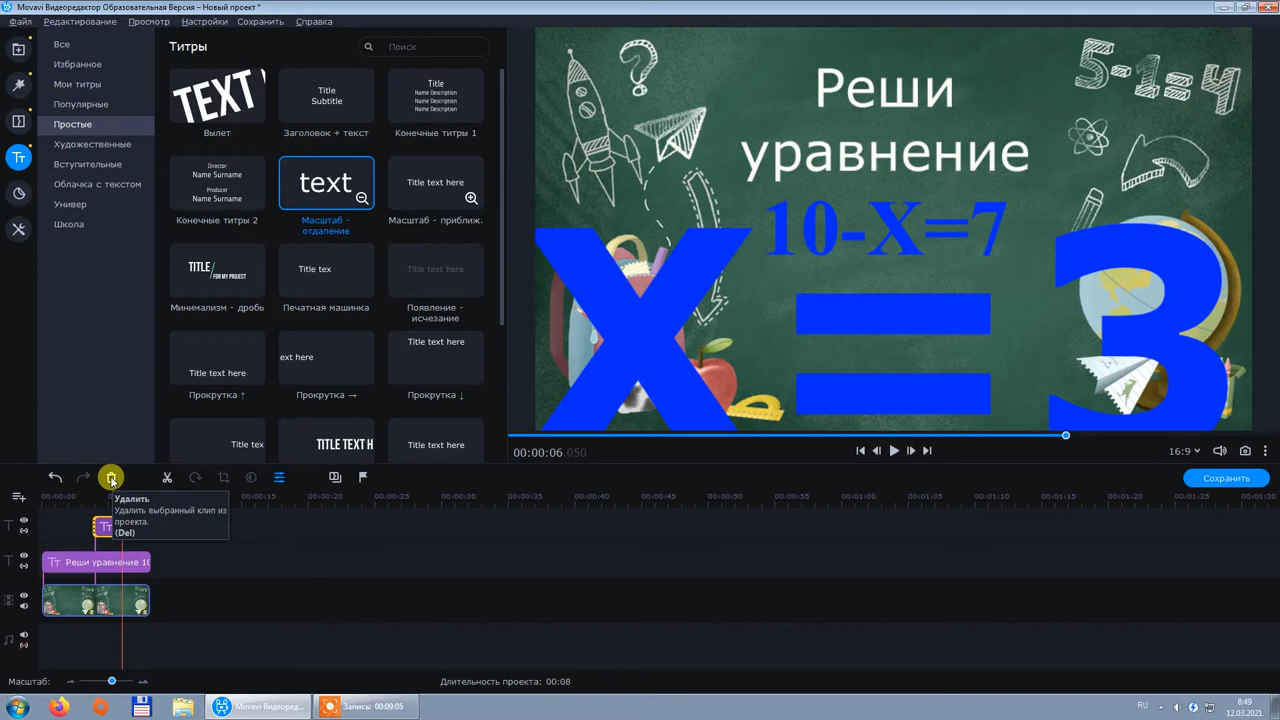 Movavi Видеоредактор Образовательная Версия – Новый проект *
Файл Редактирование Просмотр Настройки Сохранить Справка
Все
Избранное
Мои титры
Популярные
Простые
Художественные
Вступительные
Облачка с текстом
Универ
Школа
Титры
Поиск
TEXT
Вылет
Title
Subtitle
Заголовок + текст
Title
Name Description
Name Description
Name Description
Конечные титры 1
Director
Name Surname
Producer
Name Surname
Конечные титры 2
text
Масштаб -
отдаление
Title text here
Масштаб - приближ.
TITLE
FOR MY PROJECT
Минимализм - дробь
Title tex
Печатная машинка
Title text here
Появление -
исчезание
Title text here
Прокрутка ↑
ext here
Прокрутка →
Title text here
Прокрутка ↓
Title tex
TITLE TEXT H
Title text here
Реши
уравнение
10-X=7
x=3
5-1=4
?
00:00:06.050
16:9
Сохранить
00:00:00 00:00:15 00:00:20 00:00:25 00:00:30 00:00:35 00:00:40 00:00:45 00:00:50 00:00:55 00:01:00 00:01:05 00:01:10 00:01:15 00:01:20 00:01:25 00:01:30
Удалить
Удалить выбранный клип из
проекта.
(Del)
Tт
Tт Реши уравнение 10
Масштаб:
Длительность проекта: 00:08
Movavi Видеоред...
Запись: 00:09:05
RU
8:49
12.03.2021